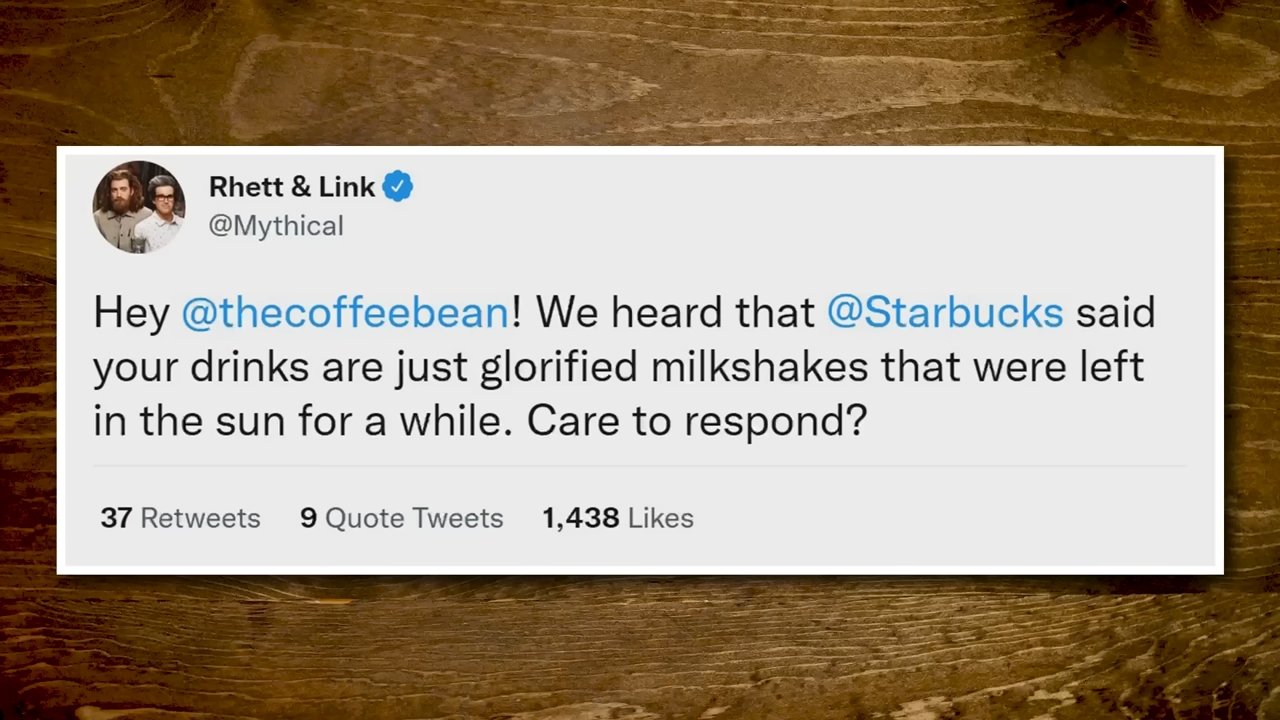 Rhett & Link
@Mythical
Hey @thecoffeebean! We heard that @Starbucks said
your drinks are just glorified milkshakes that were left
in the sun for a while. Care to respond?
37 Retweets 9 Quote Tweets 1,438 Likes